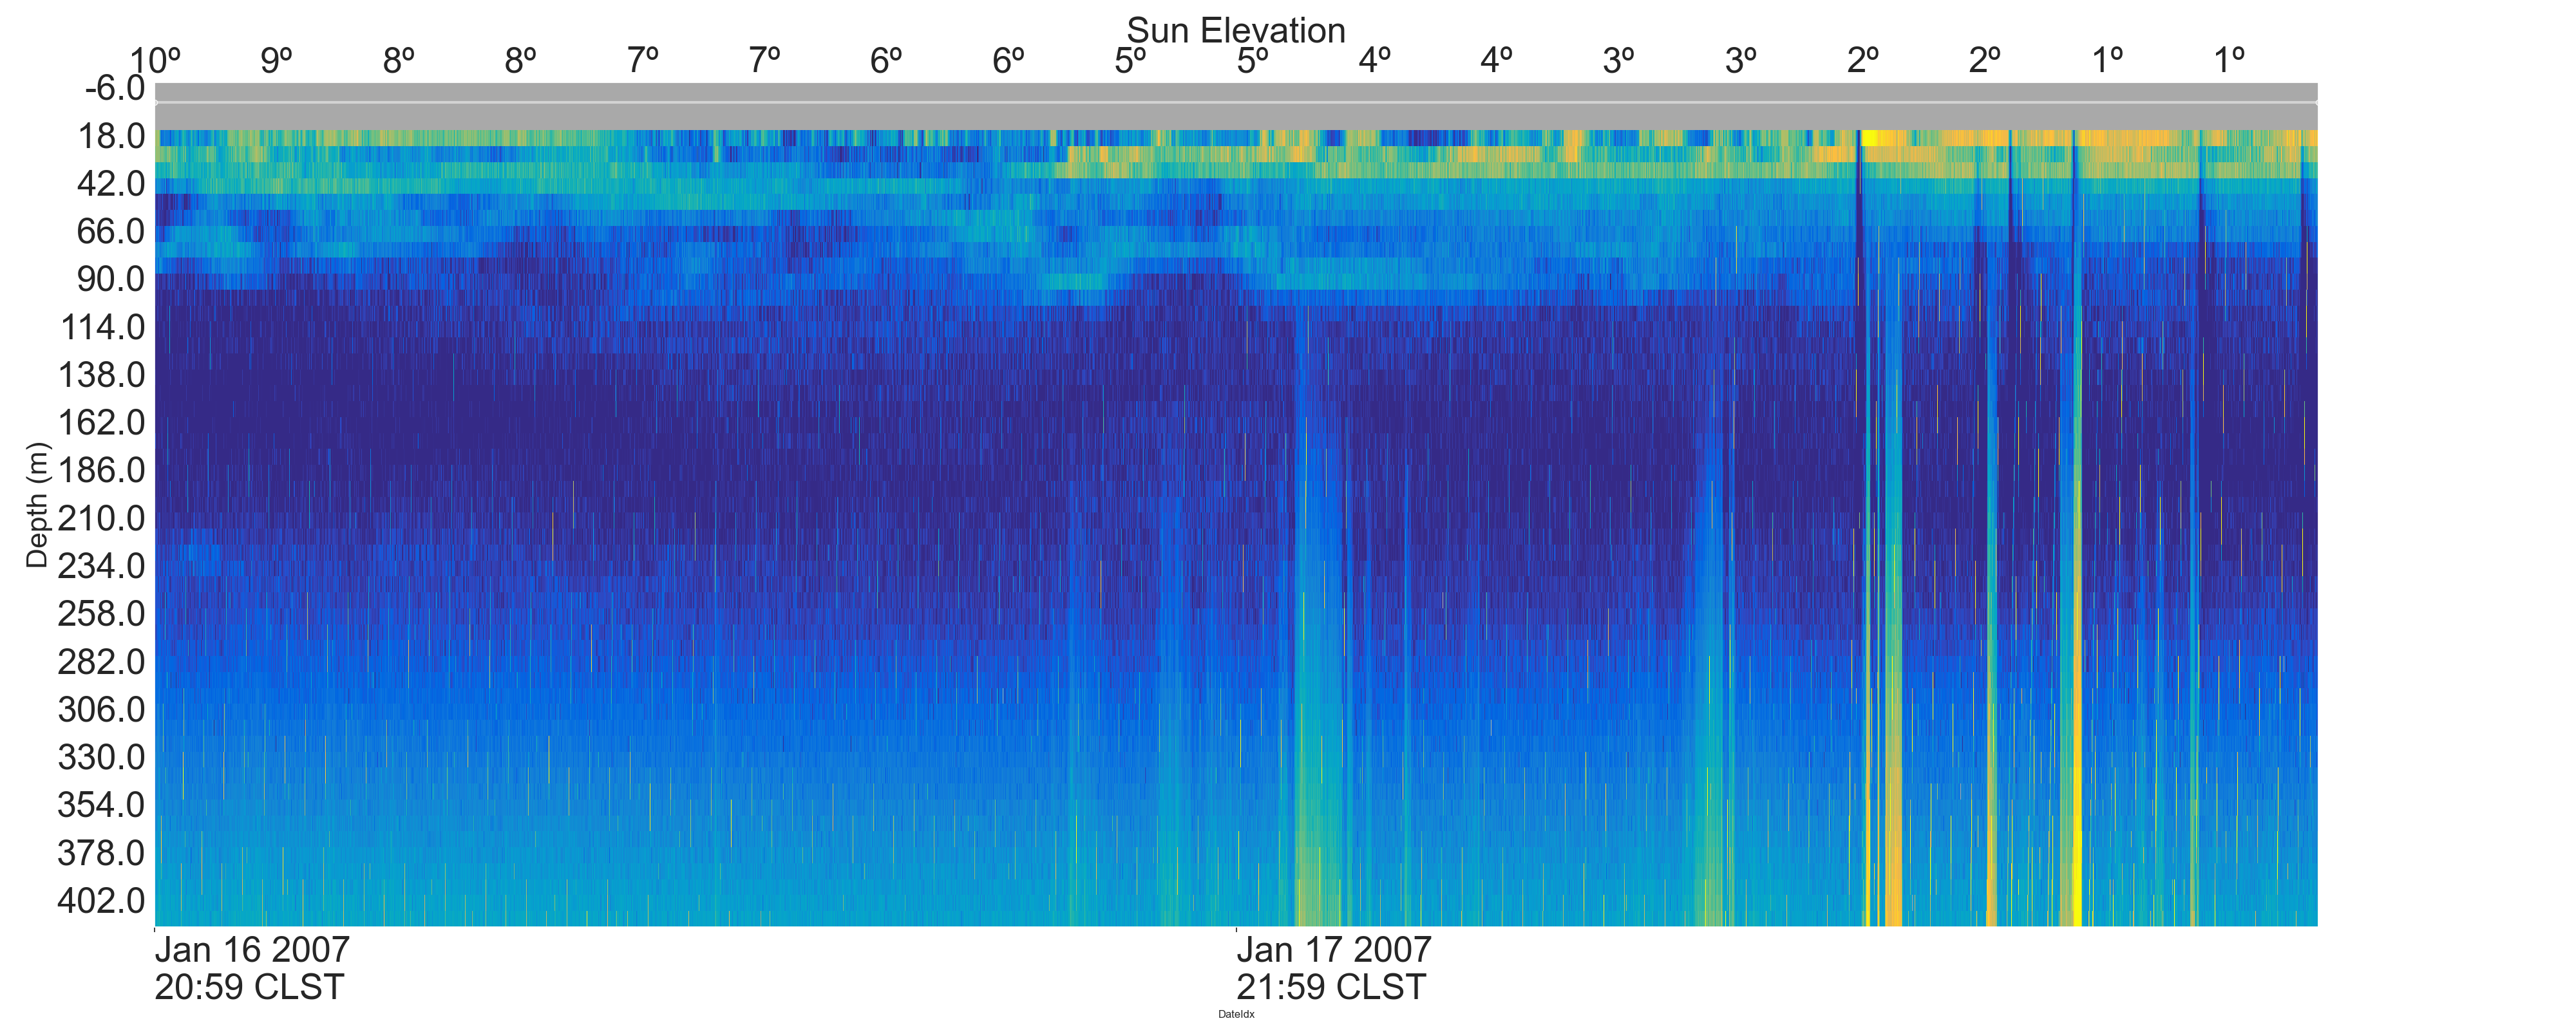 Sun Elevation
10º 9º 8º 8º 7º 7º 6º 6º 5º 5º 4º 4º 3º 3º 2º 2º 1º 1º
-6.0
18.0
42.0
66.0
90.0
114.0
138.0
162.0
186.0
210.0
234.0
258.0
282.0
306.0
330.0
354.0
378.0
402.0
Depth (m)
Jan 16 2007
20:59 CLST
Jan 17 2007
21:59 CLST
DateIdx